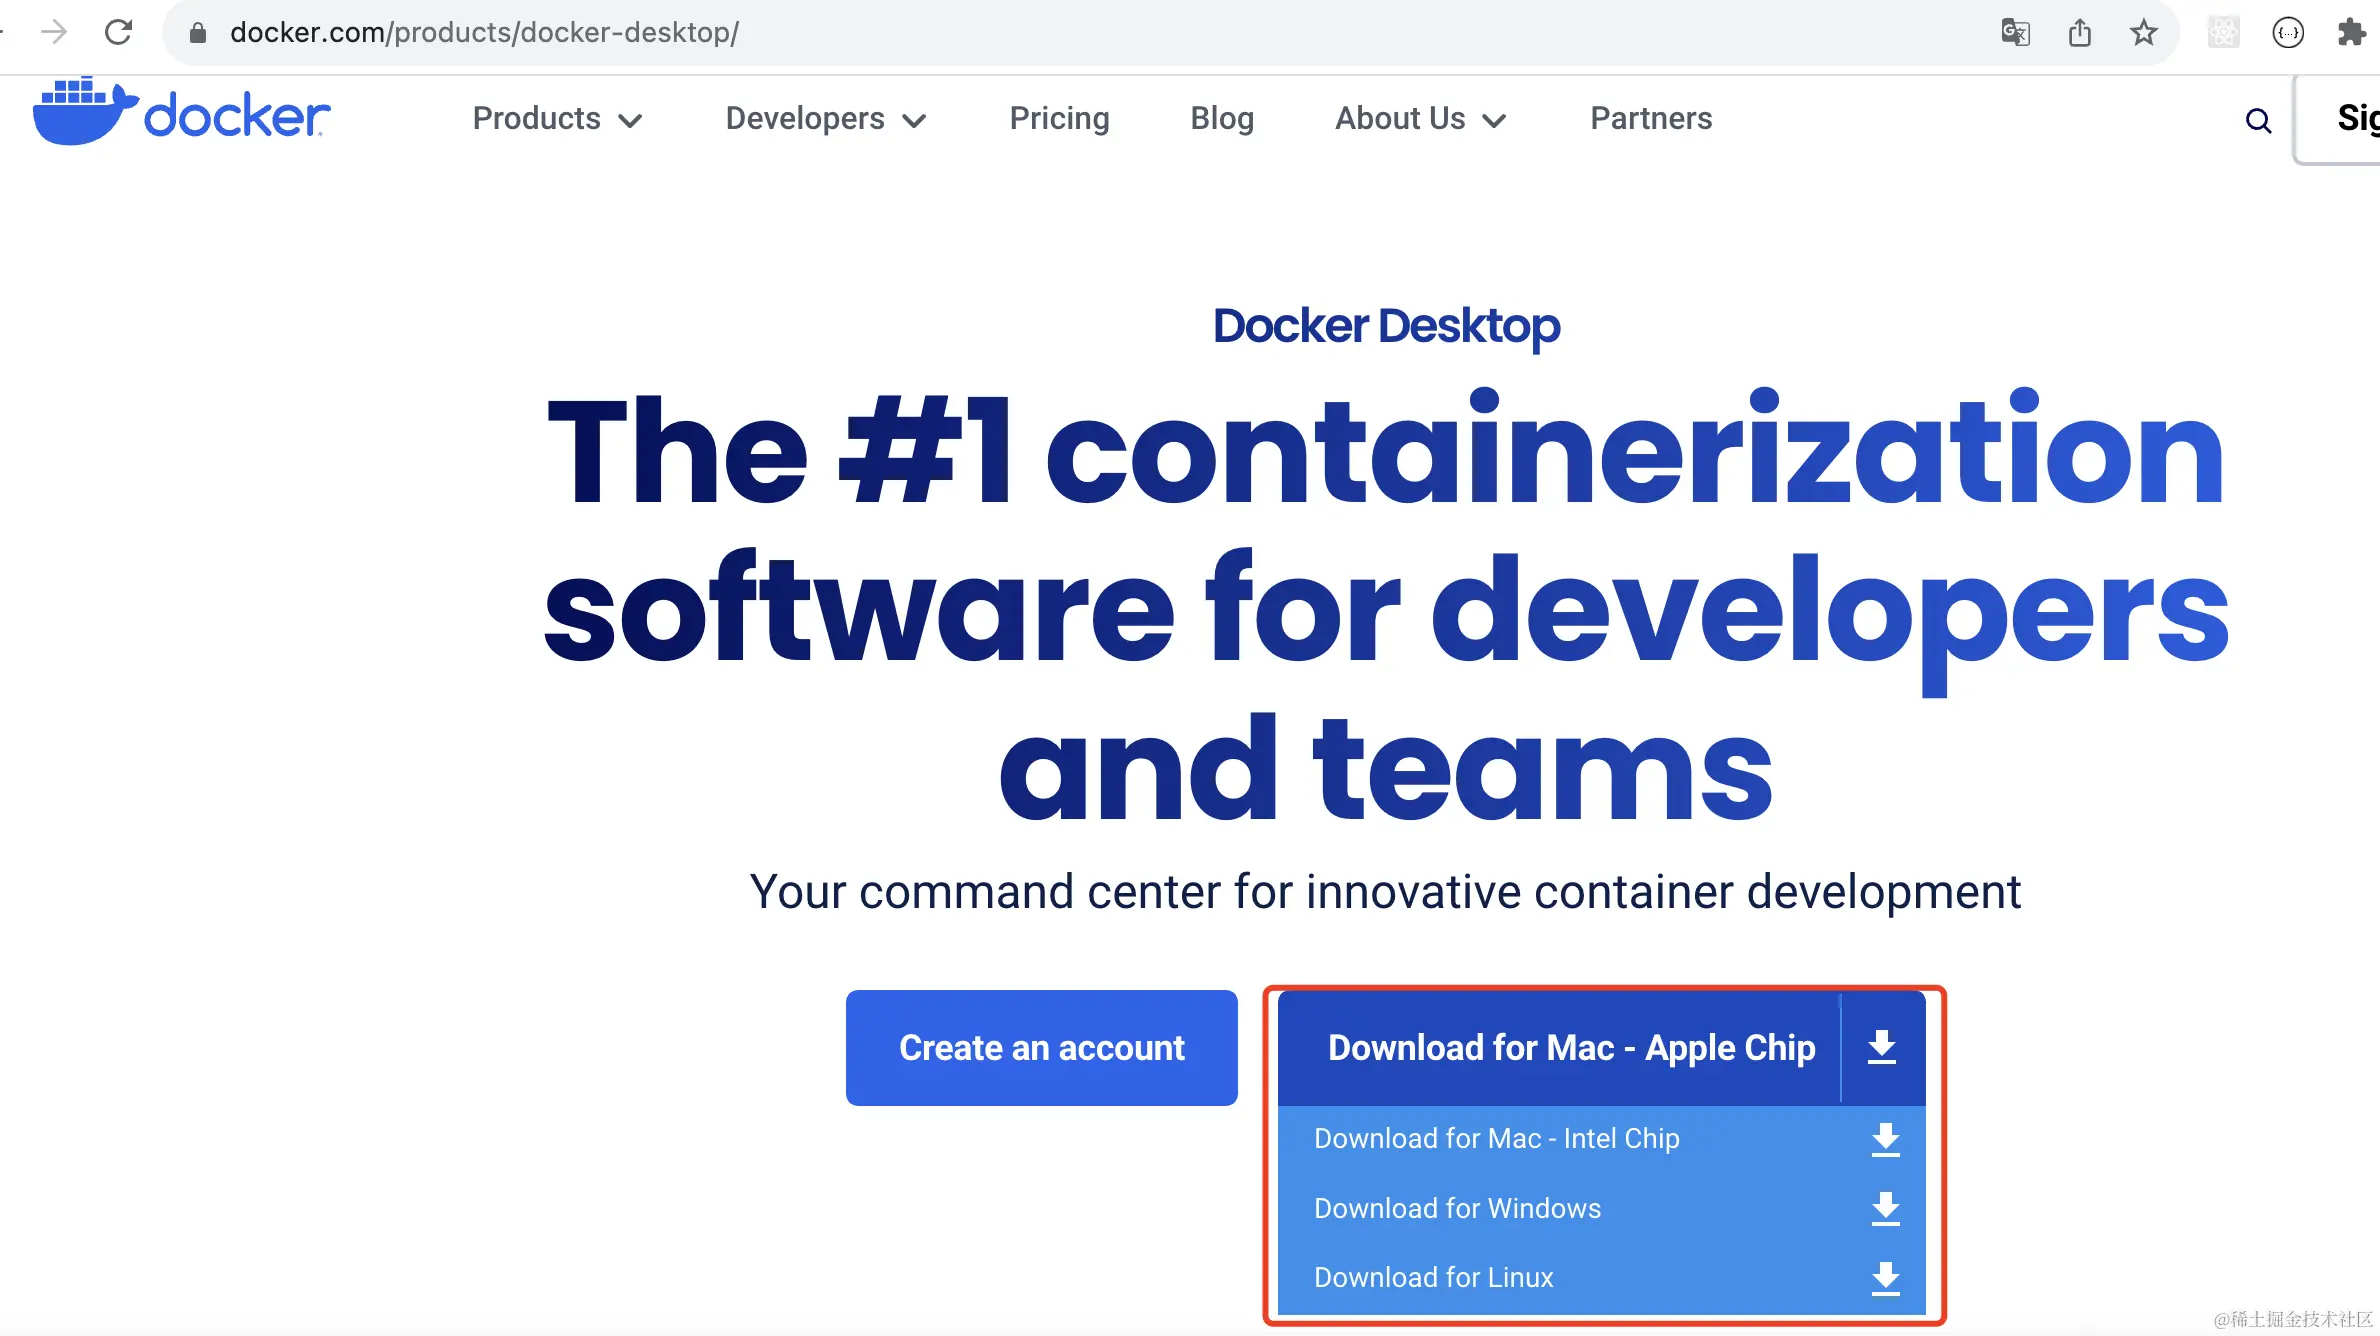 docker.com/products/docker-desktop/
docker
Products
Developers
Pricing
Blog
About Us
Partners
Docker Desktop
The #1 containerization
software for developers
and teams
Your command center for innovative container development
Create an account
Download for Mac - Apple Chip
Download for Mac - Intel Chip
Download for Windows
Download for Linux
@稀土掘金技术社区